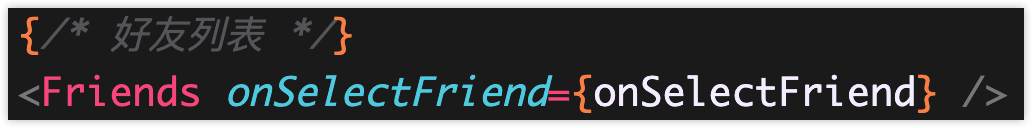 {/* 好友列表 */}
<Friends onSelectFriend={onSelectFriend} />